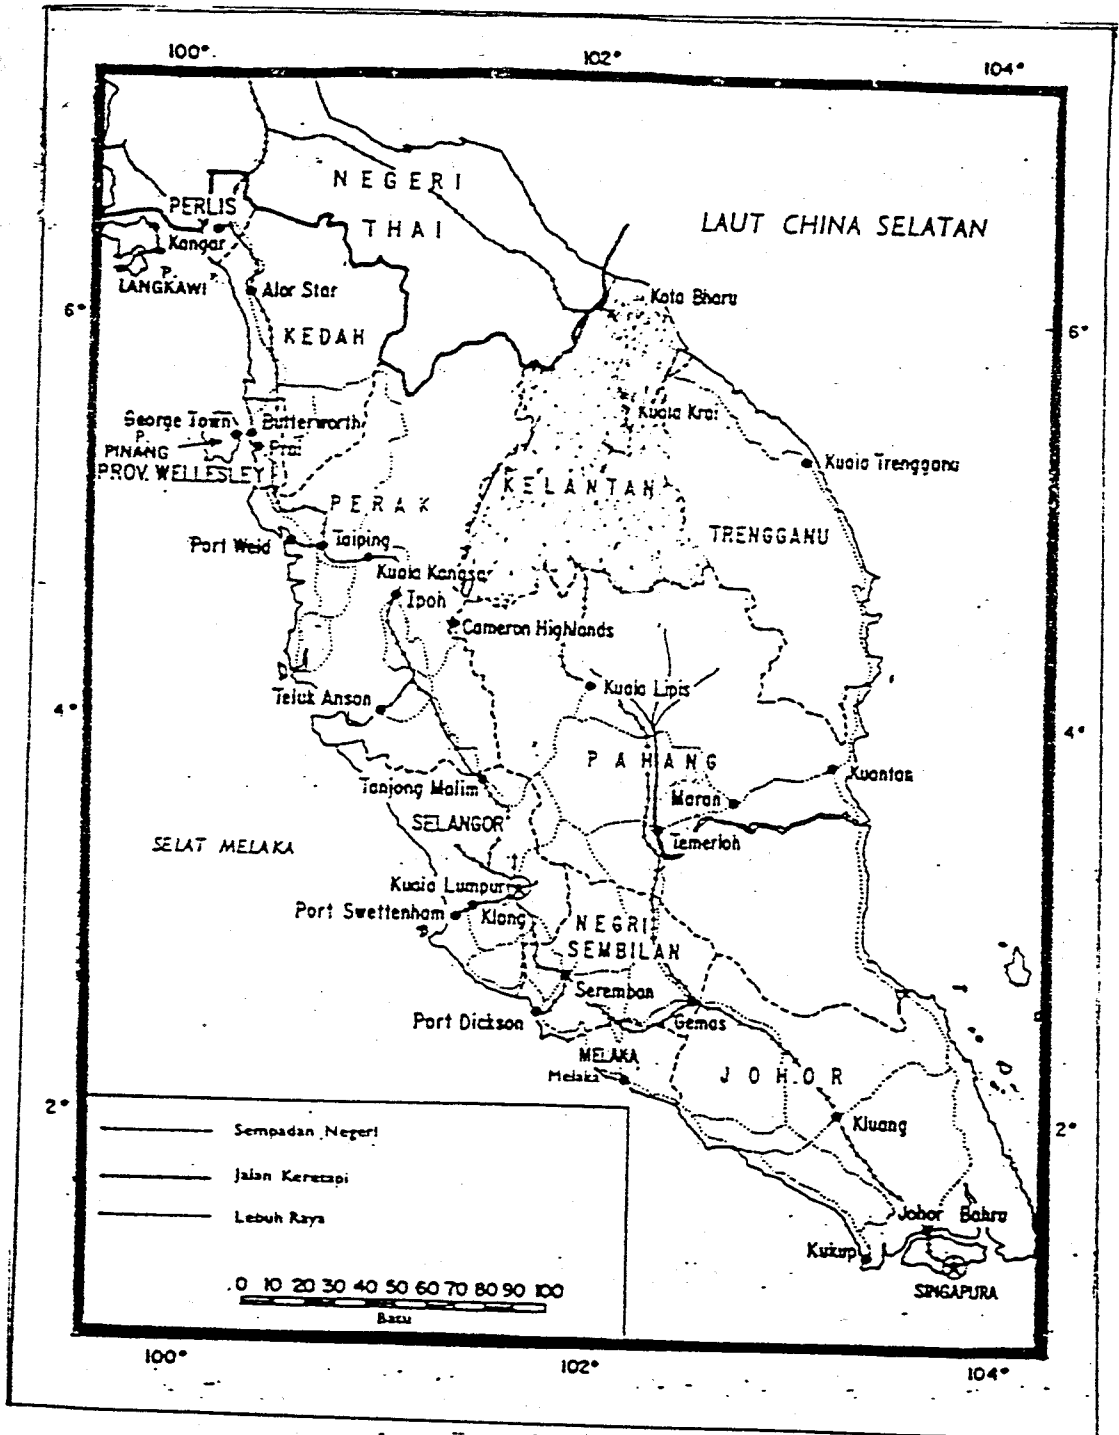 100° 102° 104°
NEGERI
THAI
LAUT CHINA SELATAN
PERLIS
Kangar
P.
LANGKAWI
Alor Star
Kota Bharu
6° 6°
KEDAH
Kuala Krai
George Town
Butterworth
P.
PINANG
Prai
PROV. WELLESLEY
Kuala Trengganu
KELANTAN
PERAK
TRENGGANU
Port Weld
Taiping
Kuala Kangsar
Ipoh
Cameron Highlands
Kuala Lipis
Teluk Anson
4° 4°
PAHANG
Kuantan
Tanjong Malim
Maran
SELANGOR
Temerloh
SELAT MELAKA
Kuala Lumpur
Port Swettenham
Klang
NEGRI
SEMBILAN
Seremban
Port Dickson
Gemas
MELAKA
Melaka
JOHOR
2° 2°
Kluang
Sempadan Negeri
Jalan Keretapi
Lebuh Raya
Johor Bahru
Kukup
SINGAPURA
0 10 20 30 40 50 60 70 80 90 100
Batu
100° 102° 104°